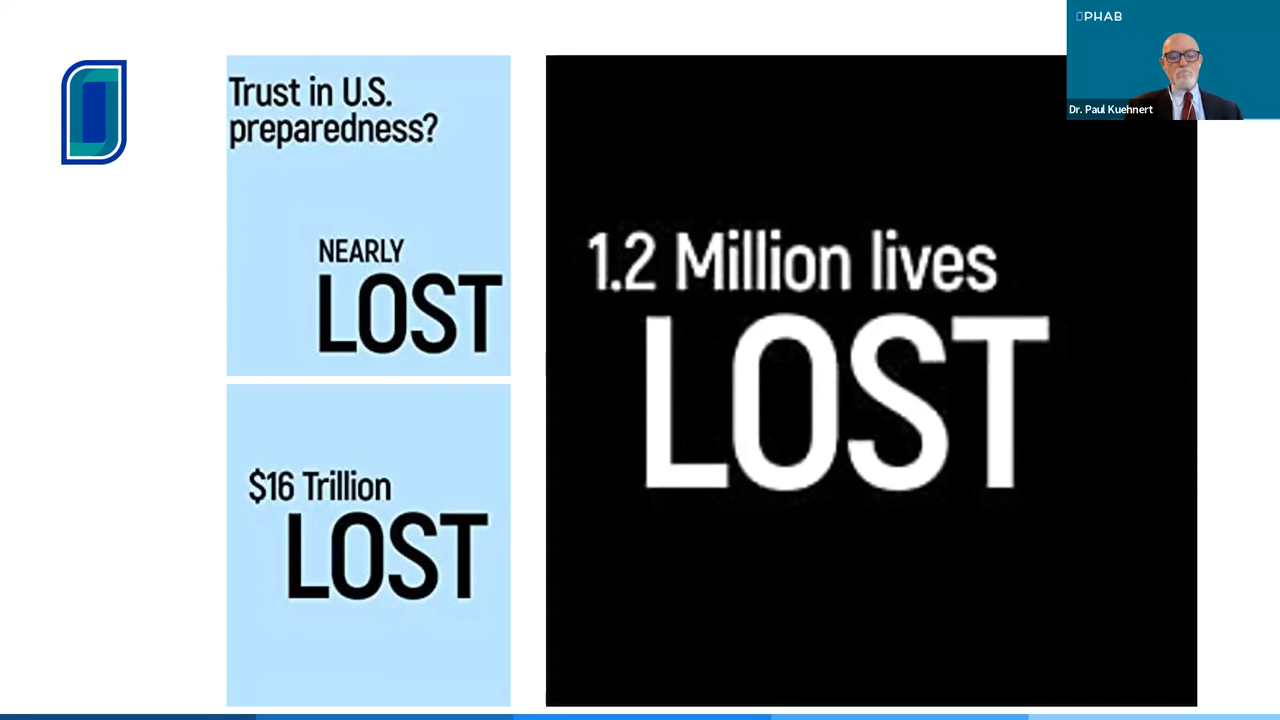 Trust in U.S.
preparedness?
NEARLY
LOST
$16 Trillion
LOST
1.2 Million lives
LOST
PHAB
Dr. Paul Kuehnert